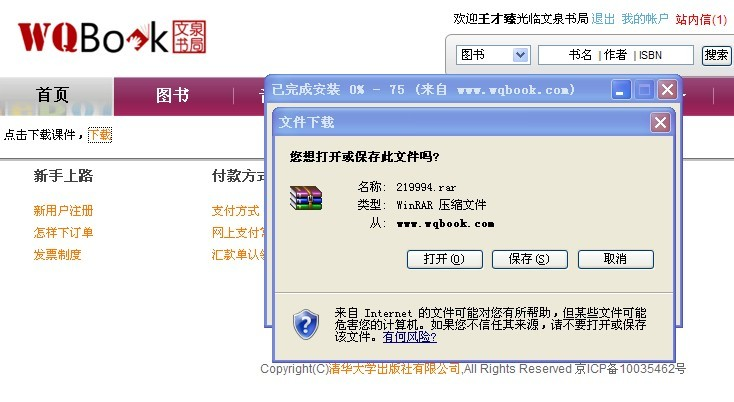 WQBook 文泉书局
欢迎王才臻光临文泉书局 退出 我的帐户 站内信(1)
图书 书名 | 作者 | ISBN 搜索
首页 图书
点击下载课件，下载
已完成安装 0% - 75 (来自 www.wqbook.com)
文件下载
您想打开或保存此文件吗?
名称: 219994.rar
类型: WinRAR 压缩文件
从: www.wqbook.com
打开(O) 保存(S) 取消
来自 Internet 的文件可能对您有所帮助，但某些文件可能
危害您的计算机。如果您不信任其来源，请不要打开或保存
该文件。有何风险?
新手上路 付款方式
新用户注册 支付方式
怎样下订单 网上支付
发票制度 汇款单认
Copyright(C)清华大学出版社有限公司,All Rights Reserved 京ICP备10035462号